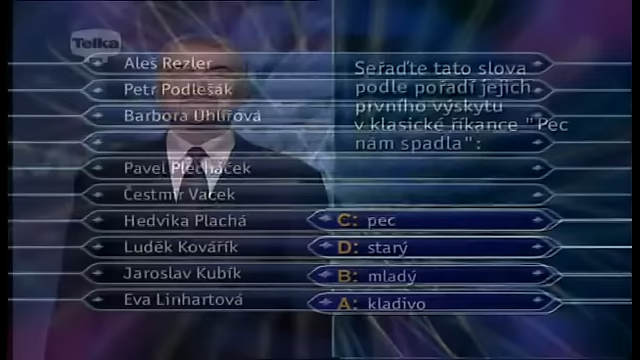 Telka
Aleš Rezler
Petr Podlešák
Barbora Uhlířová
Pavel Plecháček
Čestmír Vacek
Hedvika Plachá
Luděk Kovářík
Jaroslav Kubík
Eva Linhartová
Seřaďte tato slova
podle pořadí jejich
prvního výskytu
v klasické říkance "Pec
nám spadla":
C: pec
D: starý
B: mladý
A: kladivo